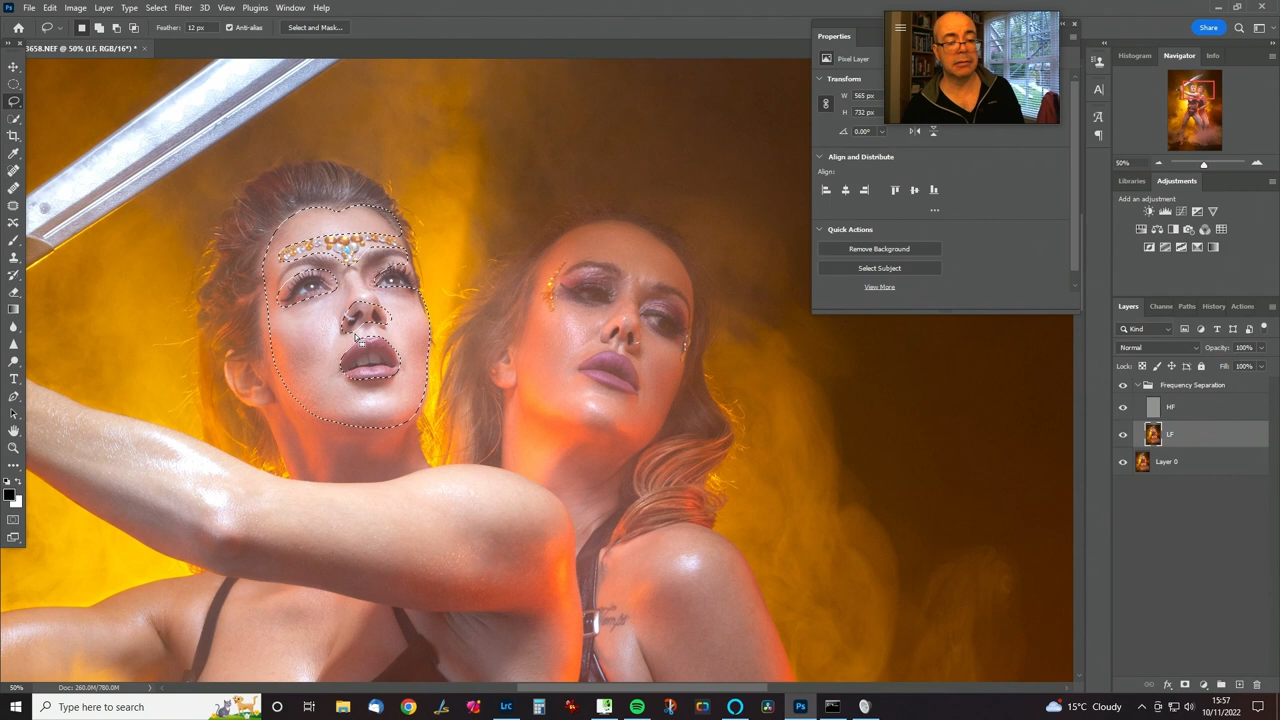 File Edit Image Layer Type Select Filter 3D View Plugins Window Help
Feather: 12 px Anti-alias Select and Mask... Share
3658.NEF @ 50% (LF, RGB/16*) *
Properties
Pixel Layer
Transform
W 565 px
H 732 px
0.00°
Align and Distribute
Align:
Quick Actions
Remove Background
Select Subject
View More
Histogram Navigator Info
50%
Libraries Adjustments
Add an adjustment
Layers Channe Paths History Actions
Kind
Normal Opacity: 100%
Lock: Fill: 100%
Frequency Separation
HF
LF
Layer 0
50% Doc: 260.0M/780.0M
Type here to search
Lrc
Ps
15°C Cloudy
15:57
10/11/2022